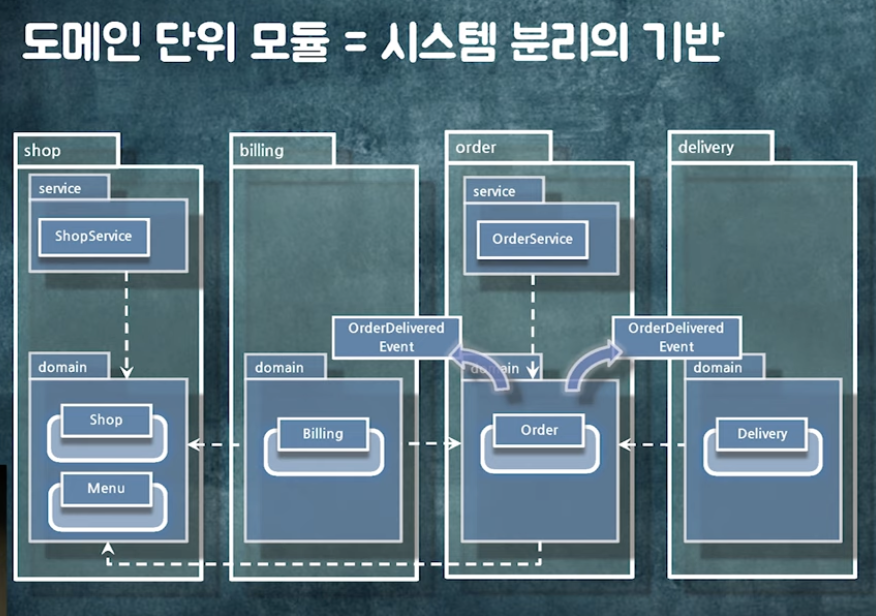 도메인 단위 모듈 = 시스템 분리의 기반
shop
billing
order
delivery
service
ShopService
service
OrderService
OrderDelivered
Event
OrderDelivered
Event
domain
domain
domain
domain
Shop
Menu
Billing
Order
Delivery